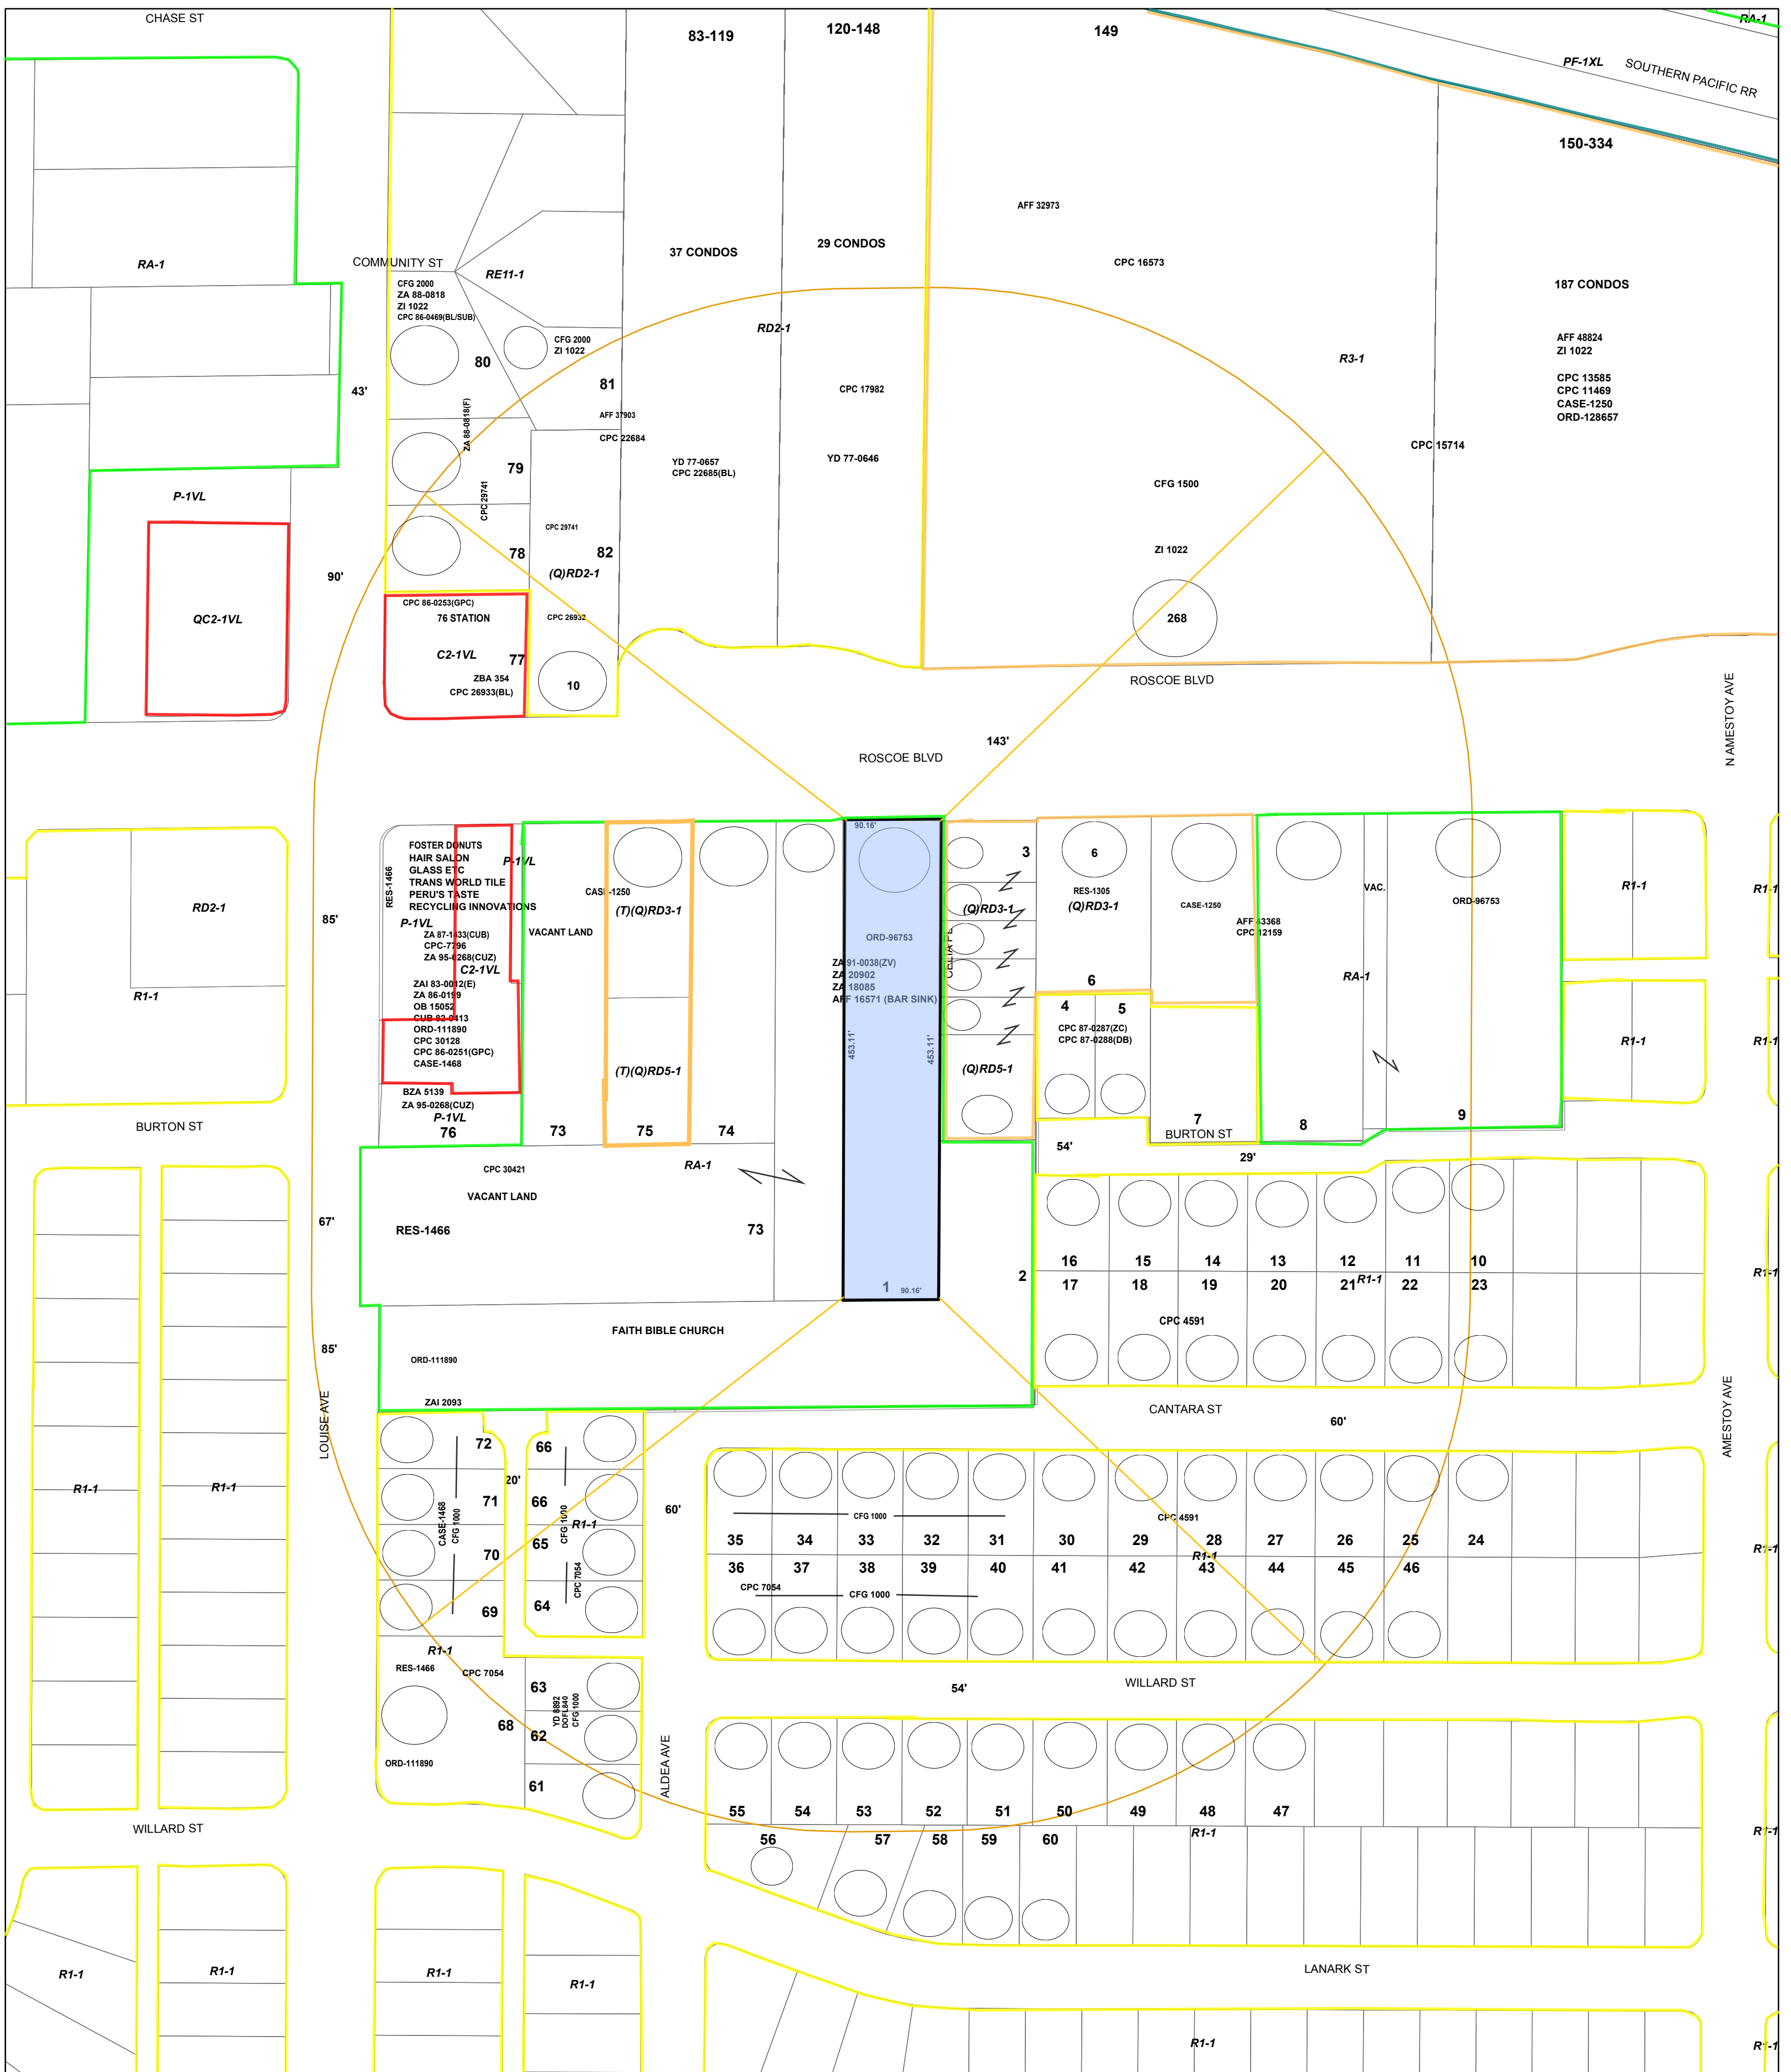 CHASE ST
83-119
120-148
149
RA-1
PF-1XL
SOUTHERN PACIFIC RR
150-334
AFF 32973
37 CONDOS
29 CONDOS
CPC 16573
RA-1
COMMUNITY ST
RE11-1
CFG 2000
ZA 88-0818
ZI 1022
CPC 86-0469(BL/SUB)
187 CONDOS
RD2-1
CFG 2000
ZI 1022
80
81
R3-1
AFF 48824
ZI 1022
CPC 13585
CPC 11469
CASE-1250
ORD-128657
43'
CPC 17982
AFF 37903
CPC 22684
ZA 88-0818(F)
CPC 15714
YD 77-0657
CPC 22685(BL)
YD 77-0646
79
CPC 29741
CFG 1500
P-1VL
CPC 29741
78
82
ZI 1022
90'
(Q)RD2-1
CPC 86-0253(GPC)
76 STATION
CPC 26932
QC2-1VL
268
C2-1VL
77
ZBA 354
CPC 26933(BL)
10
ROSCOE BLVD
N AMESTOY AVE
143'
ROSCOE BLVD
90.16'
FOSTER DONUTS
HAIR SALON
GLASS ETC
TRANS WORLD TILE
PERU'S TASTE
RECYCLING INNOVATIONS
P-1VL
RES-1466
3
6
CASE-1250
RES-1305
(Q)RD3-1
CASE-1250
VAC.
ORD-96753
R1-1
R1-1
RD2-1
(T)(Q)RD3-1
(Q)RD3-1
85'
P-1VL
VACANT LAND
AFF 43368
CPC 12159
ZA 87-1433(CUB)
CPC-7796
ZA 95-0268(CUZ)
C2-1VL
ORD-96753
CELIA PL
ZA 91-0038(ZV)
ZA 20902
ZA 18085
AFF 16571 (BAR SINK)
RA-1
R1-1
ZAI 83-0012(E)
ZA 86-0199
OB 15052
CUB 82-0413
ORD-111890
CPC 30128
CPC 86-0251(GPC)
CASE-1468
6
4
5
CPC 87-0287(ZC)
CPC 87-0288(DB)
453.11'
453.11'
R1-1
R1-1
(T)(Q)RD5-1
(Q)RD5-1
BZA 5139
ZA 95-0268(CUZ)
P-1VL
76
73
75
74
7
8
9
BURTON ST
BURTON ST
54'
29'
CPC 30421
RA-1
VACANT LAND
67'
RES-1466
73
16
15
14
13
12
11
10
2
1
90.16'
17
18
19
20
21
R1-1
22
23
R1-1
CPC 4591
FAITH BIBLE CHURCH
85'
ORD-111890
ZAI 2093
LOUISE AVE
CANTARA ST
60'
AMESTOY AVE
72
66
R1-1
R1-1
20'
71
66
CASE-1468
CFG 1000
CFG 1000
R1-1
60'
CFG 1000
CPC 4591
70
65
35
34
33
32
31
30
29
28
27
26
25
24
R1-1
R1-1
36
37
38
39
40
41
42
43
44
45
46
CPC 7054
CPC 7054
CFG 1000
69
64
R1-1
RES-1466
CPC 7054
63
54'
WILLARD ST
YD 8892
DOFL840
CFG 1000
68
62
ORD-111890
ALDEA AVE
61
55
54
53
52
51
50
49
48
47
WILLARD ST
56
57
58
59
60
R1-1
R1-1
R1-1
R1-1
R1-1
R1-1
LANARK ST
R1-1
R1-1